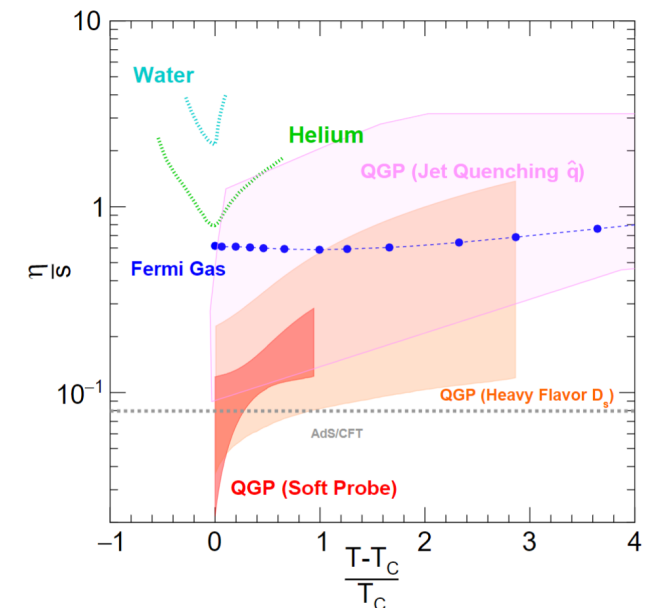 10
Water
Helium
QGP (Jet Quenching q̂)
1
η/s
Fermi Gas
10⁻¹
QGP (Heavy Flavor Dₛ)
AdS/CFT
QGP (Soft Probe)
−1 0 1 2 3 4
T-T_C
T_C